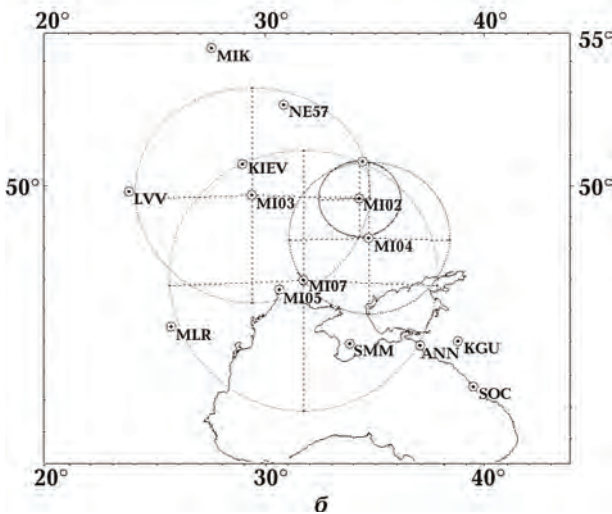 20° 30° 40°
55°
MIK
NE57
KIEV
50° 50°
LVV
MI03
MI02
MI04
MI07
MI05
MLR
SMM
ANN
KGU
SOC
20° 30° 40°
б